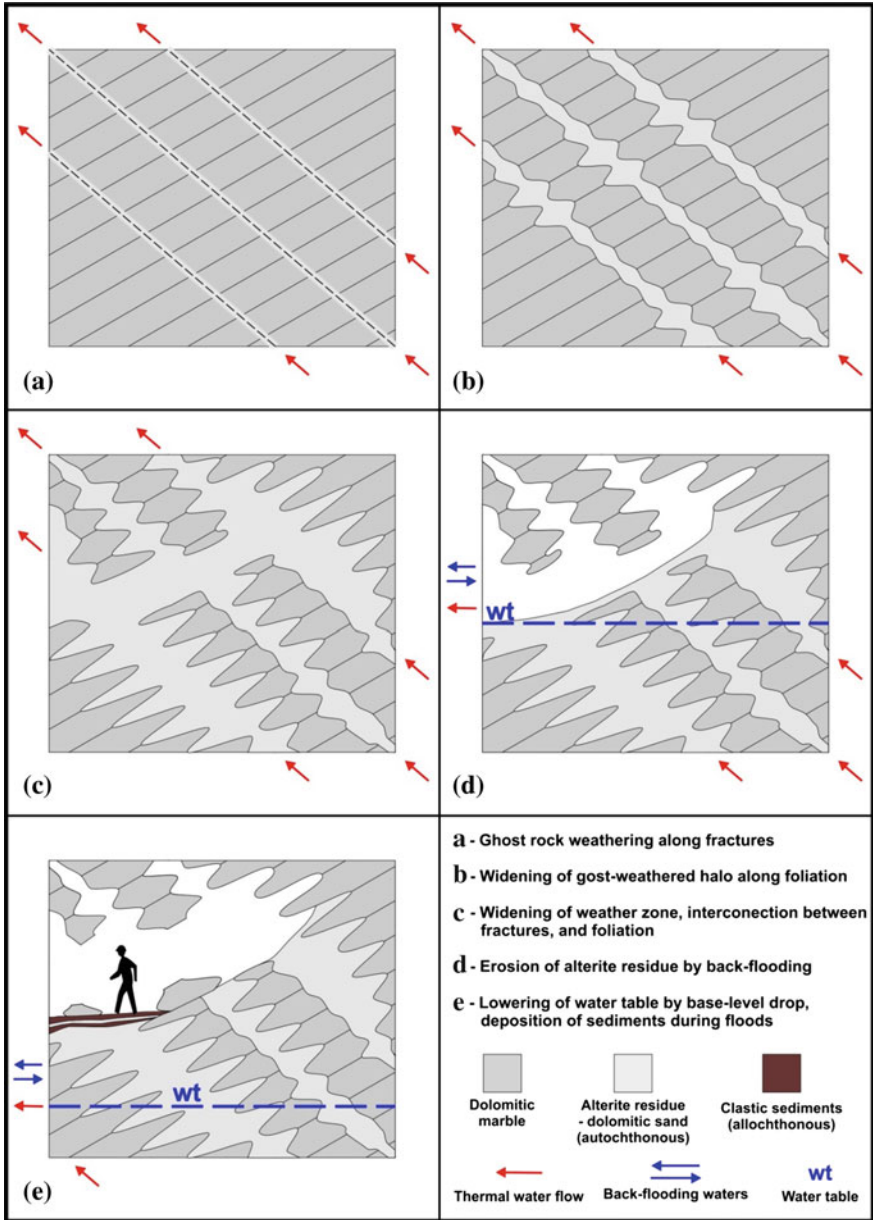 (a)
(b)
(c)
wt
(d)
wt
(e)
a - Ghost rock weathering along fractures
b - Widening of gost-weathered halo along foliation
c - Widening of weather zone, interconection between
fractures, and foliation
d - Erosion of alterite residue by back-flooding
e - Lowering of water table by base-level drop,
deposition of sediments during floods
Dolomitic
marble
Alterite residue
- dolomitic sand
(autochthonous)
Clastic sediments
(allochthonous)
wt
Thermal water flow
Back-flooding waters
Water table